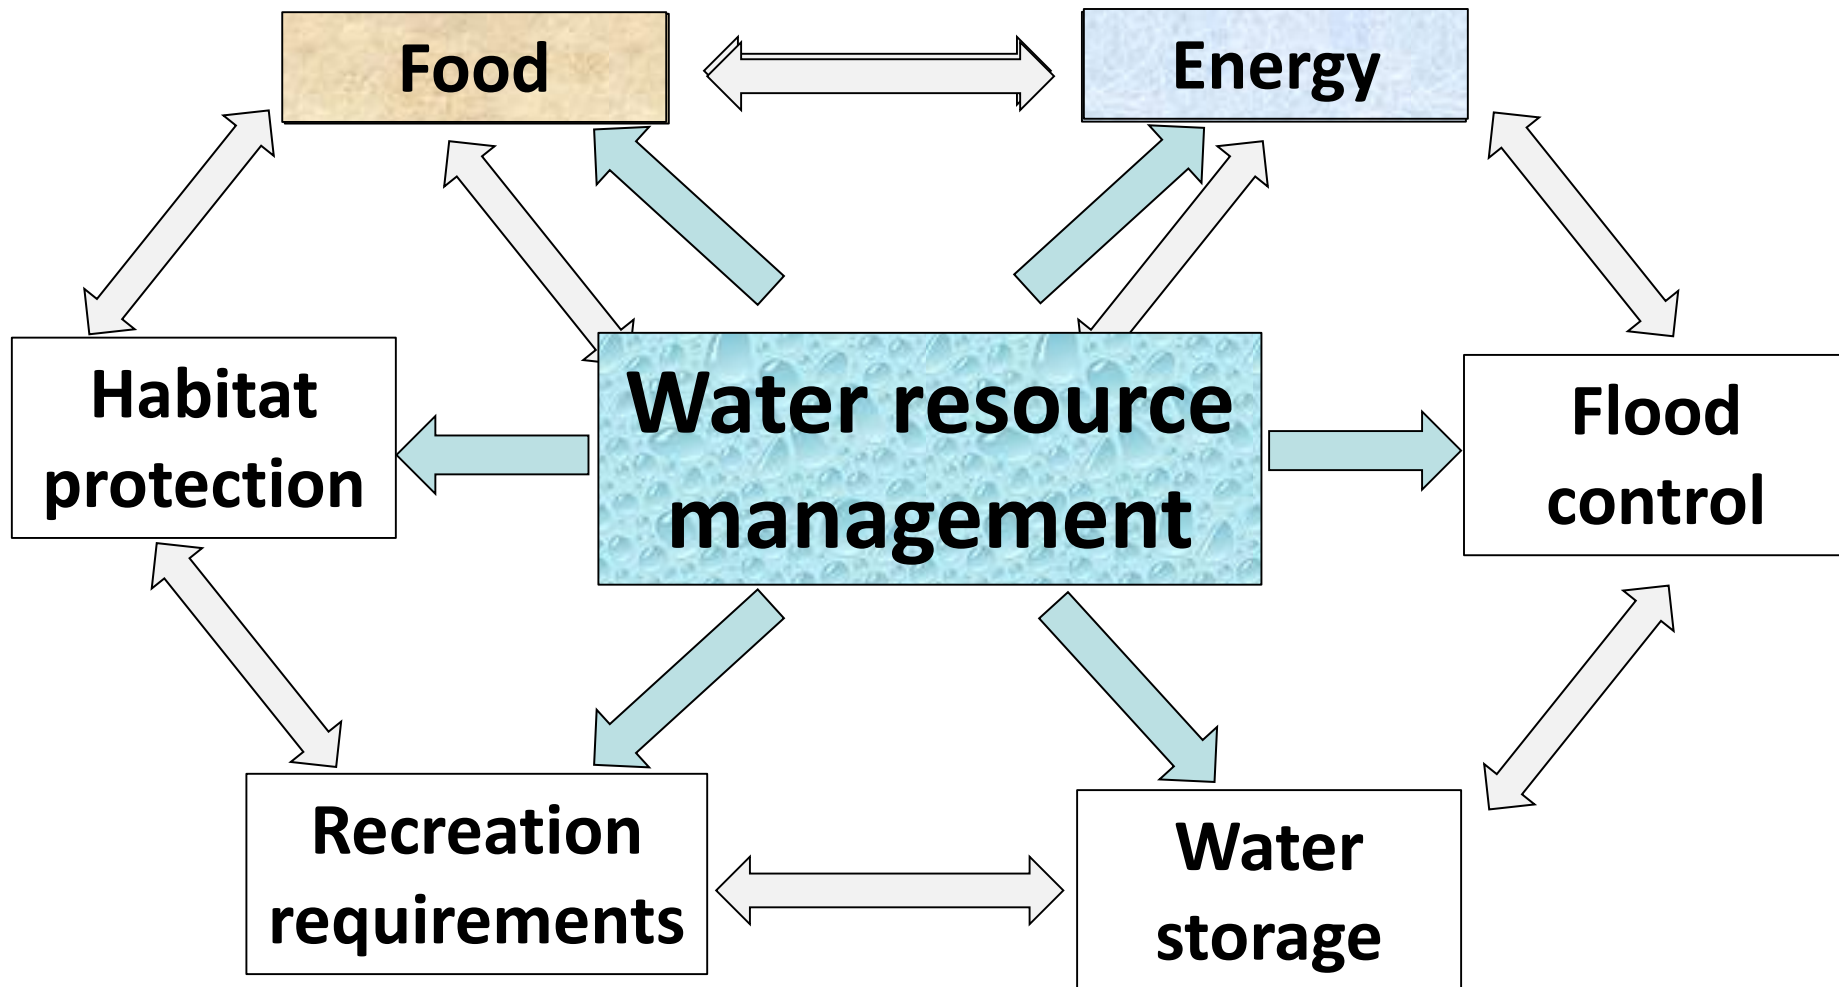 Food
Energy
Habitat
protection
Water resource
management
Flood
control
Recreation
requirements
Water
storage